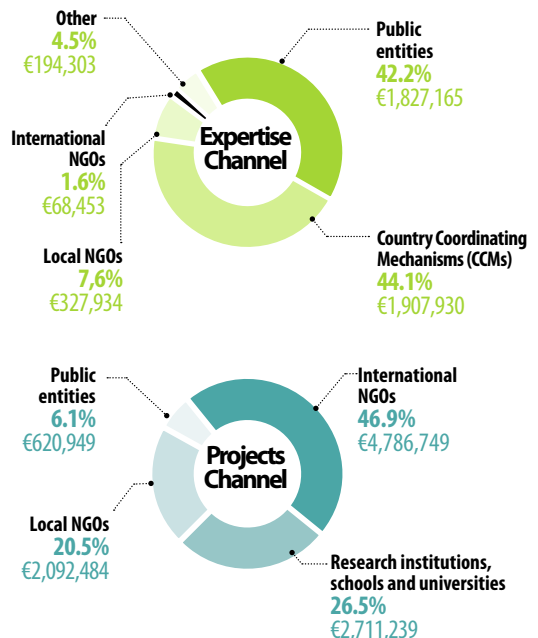 Other
4.5%
€194,303
Public
entities
42.2%
€1,827,165
International
NGOs
1.6%
€68,453
Expertise
Channel
Local NGOs
7,6%
€327,934
Country Coordinating
Mechanisms (CCMs)
44.1%
€1,907,930
Public
entities
6.1%
€620,949
International
NGOs
46.9%
€4,786,749
Projects
Channel
Local NGOs
20.5%
€2,092,484
Research institutions,
schools and universities
26.5%
€2,711,239